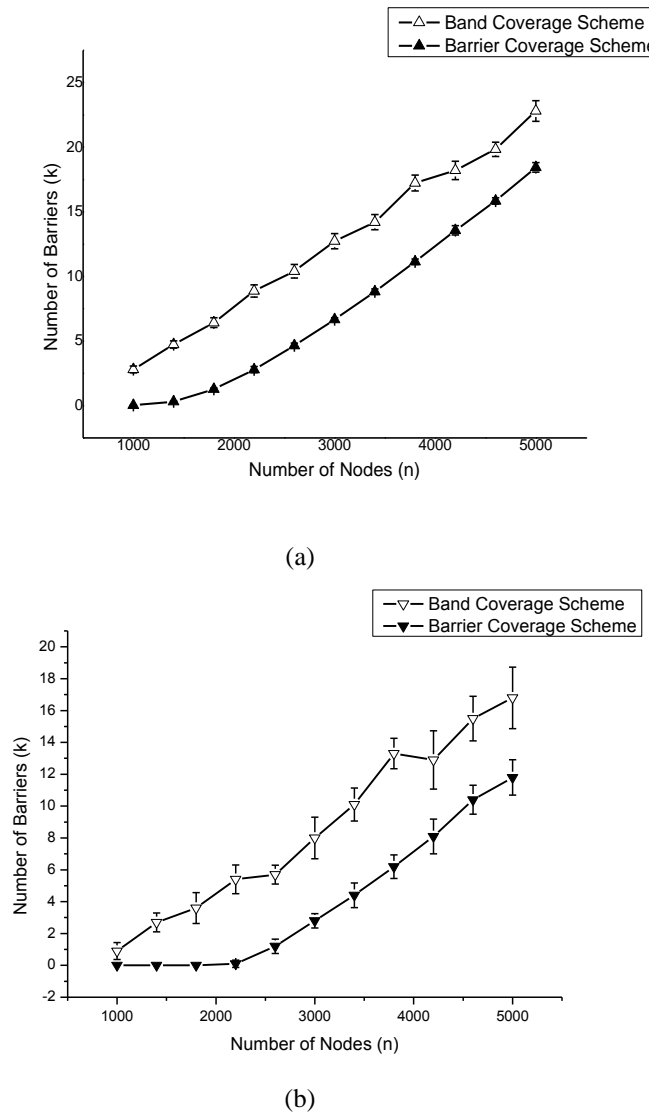 Band Coverage Scheme
Barrier Coverage Scheme
25
20
15
10
5
0
Number of Barriers (k)
1000 2000 3000 4000 5000
Number of Nodes (n)
(a)
Band Coverage Scheme
Barrier Coverage Scheme
20
18
16
14
12
10
8
6
4
2
0
-2
Number of Barriers (k)
1000 2000 3000 4000 5000
Number of Nodes (n)
(b)